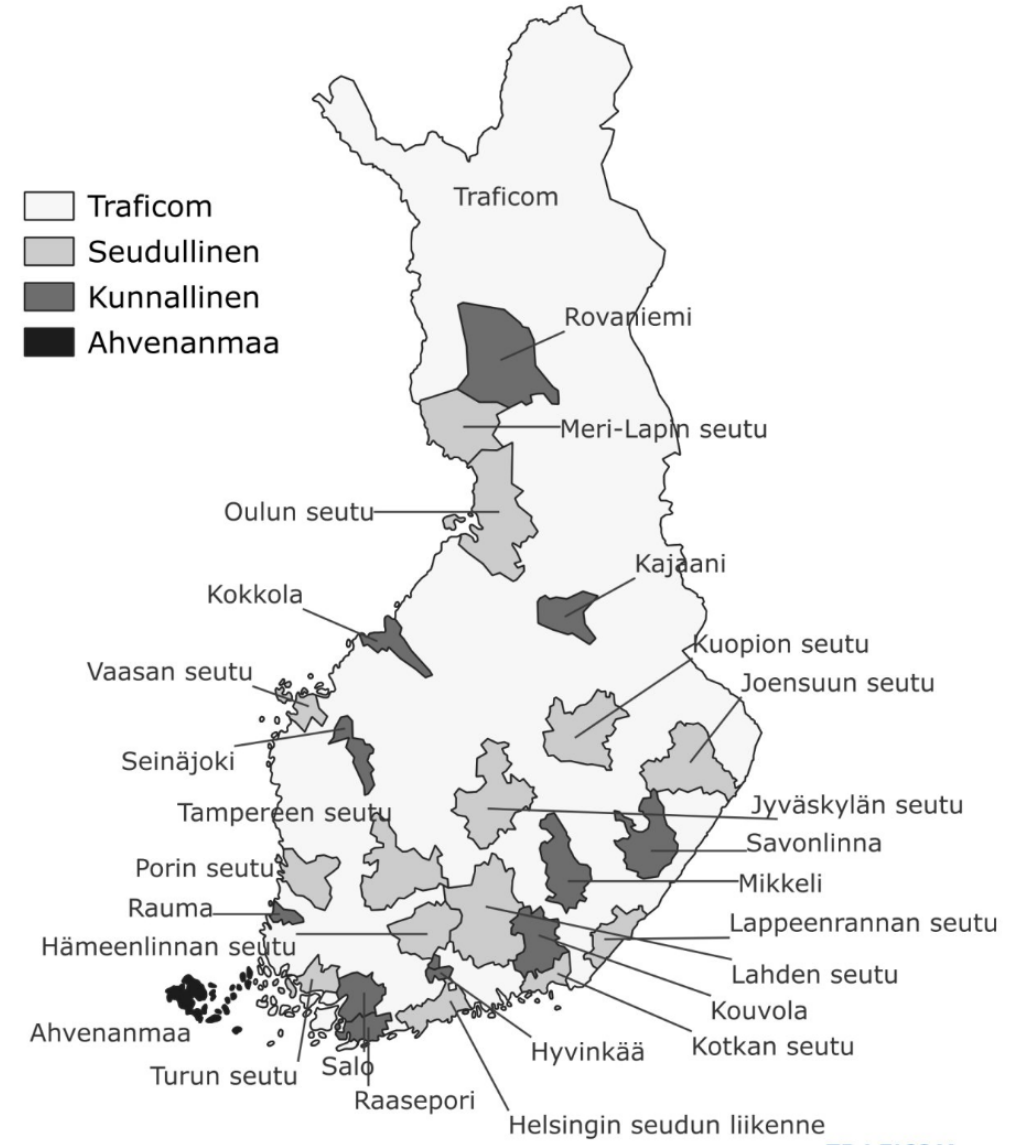 Traficom
Traficom
Seudullinen
Kunnallinen
Ahvenanmaa
Rovaniemi
Meri-Lapin seutu
Oulun seutu
Kajaani
Kokkola
Kuopion seutu
Vaasan seutu
Joensuun seutu
Seinäjoki
Jyväskylän seutu
Tampereen seutu
Savonlinna
Porin seutu
Mikkeli
Rauma
Lappeenrannan seutu
Hämeenlinnan seutu
Lahden seutu
Kouvola
Ahvenanmaa
Kotkan seutu
Hyvinkää
Salo
Turun seutu
Raasepori
Helsingin seudun liikenne